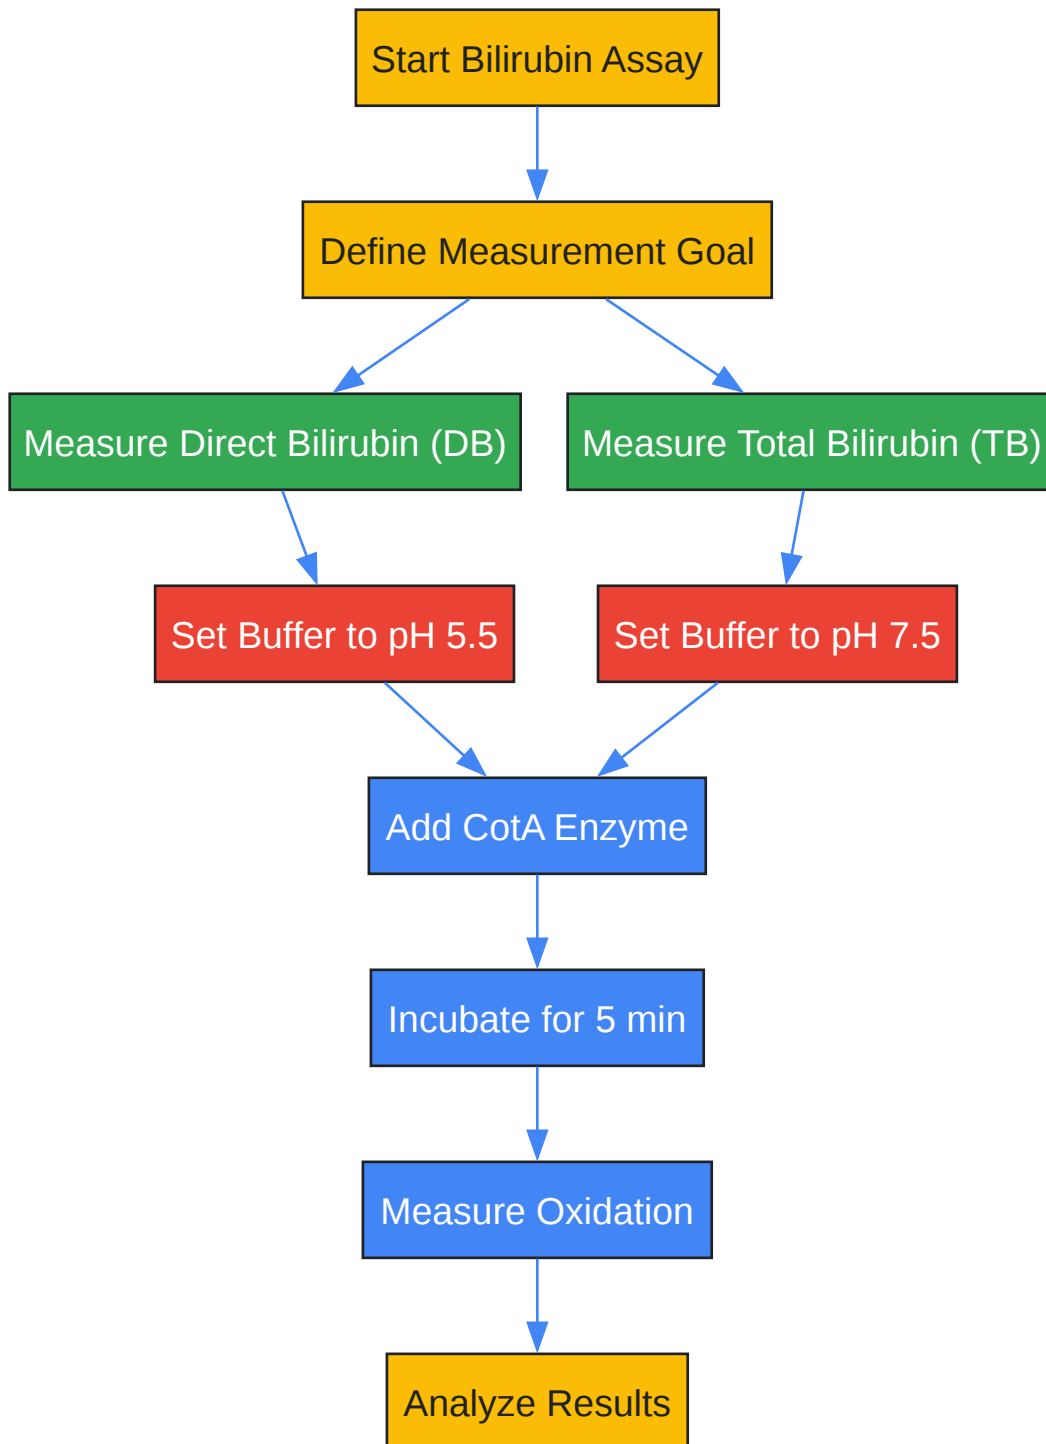 Start Bilirubin Assay
Define Measurement Goal
Measure Direct Bilirubin (DB)
Measure Total Bilirubin (TB)
Set Buffer to pH 5.5
Set Buffer to pH 7.5
Add CotA Enzyme
Incubate for 5 min
Measure Oxidation
Analyze Results